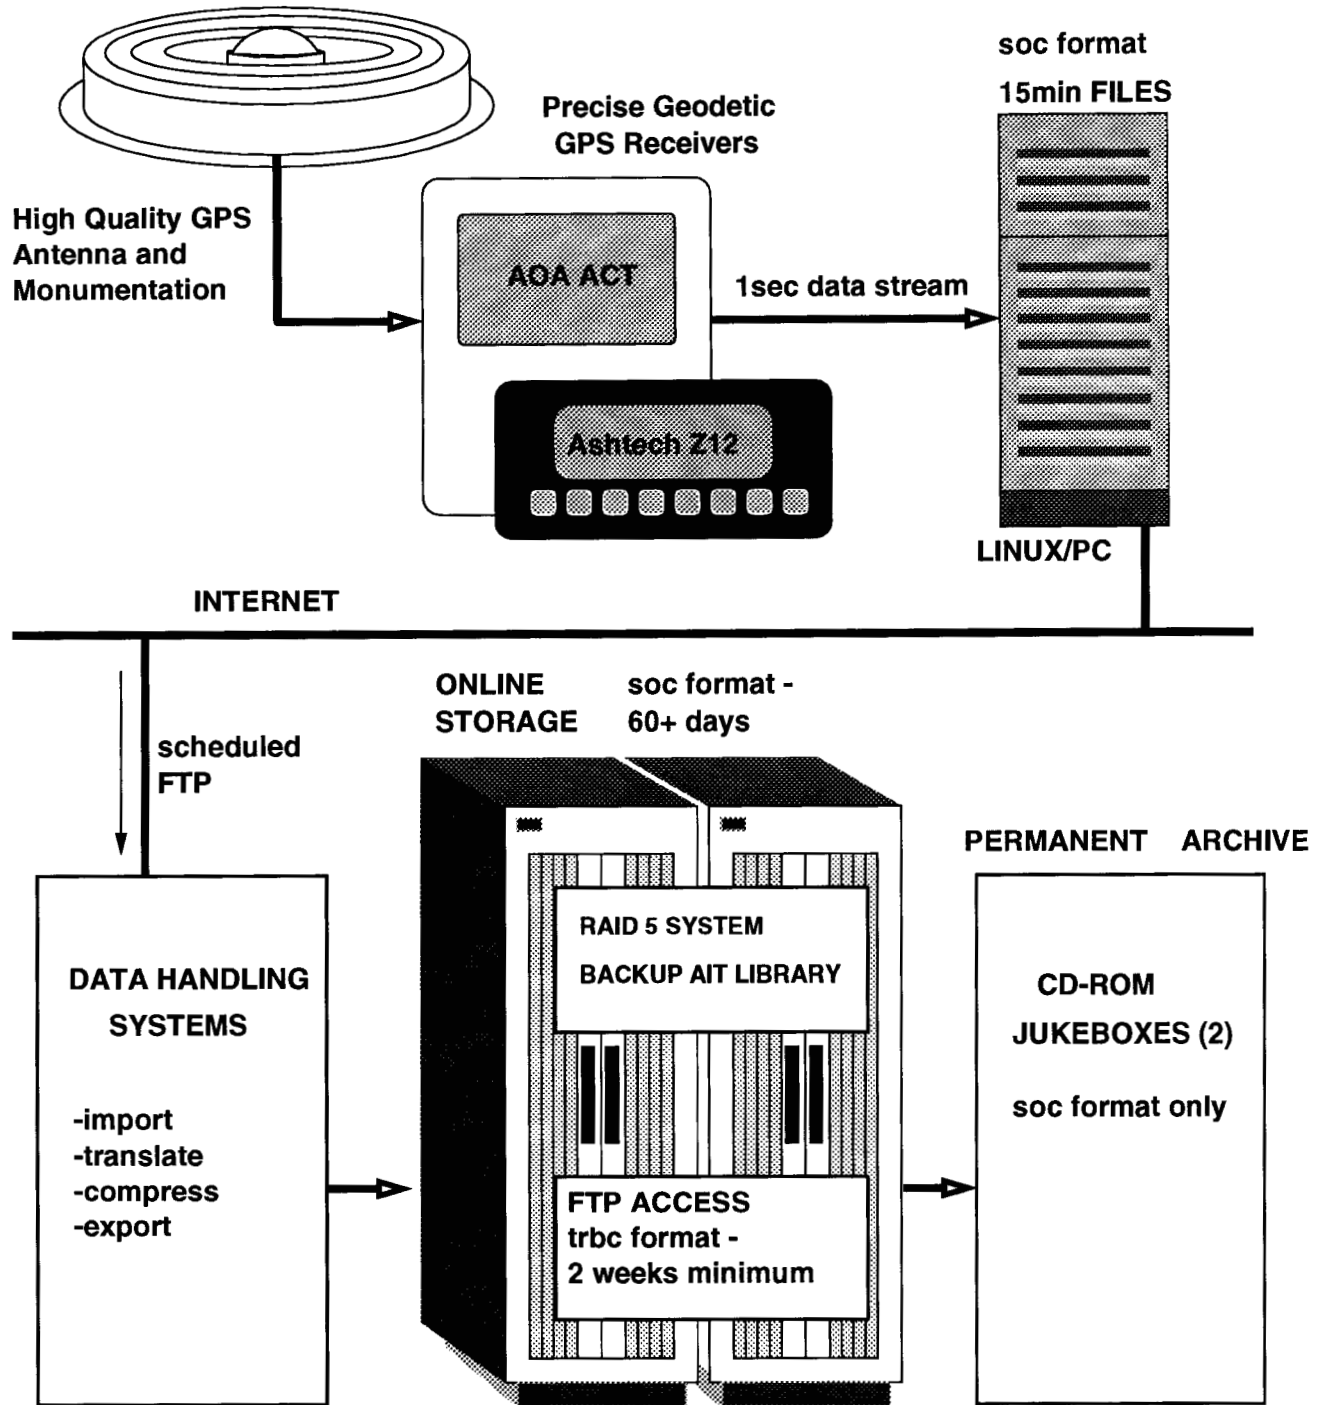 soc format
15min FILES
Precise Geodetic
GPS Receivers
High Quality GPS
Antenna and
Monumentation
AOA ACT
1sec data stream
Ashtech Z12
LINUX/PC
INTERNET
scheduled
FTP
ONLINE
STORAGE
soc format -
60+ days
PERMANENT ARCHIVE
DATA HANDLING
SYSTEMS
-import
-translate
-compress
-export
RAID 5 SYSTEM
BACKUP AIT LIBRARY
FTP ACCESS
trbc format -
2 weeks minimum
CD-ROM
JUKEBOXES (2)
soc format only